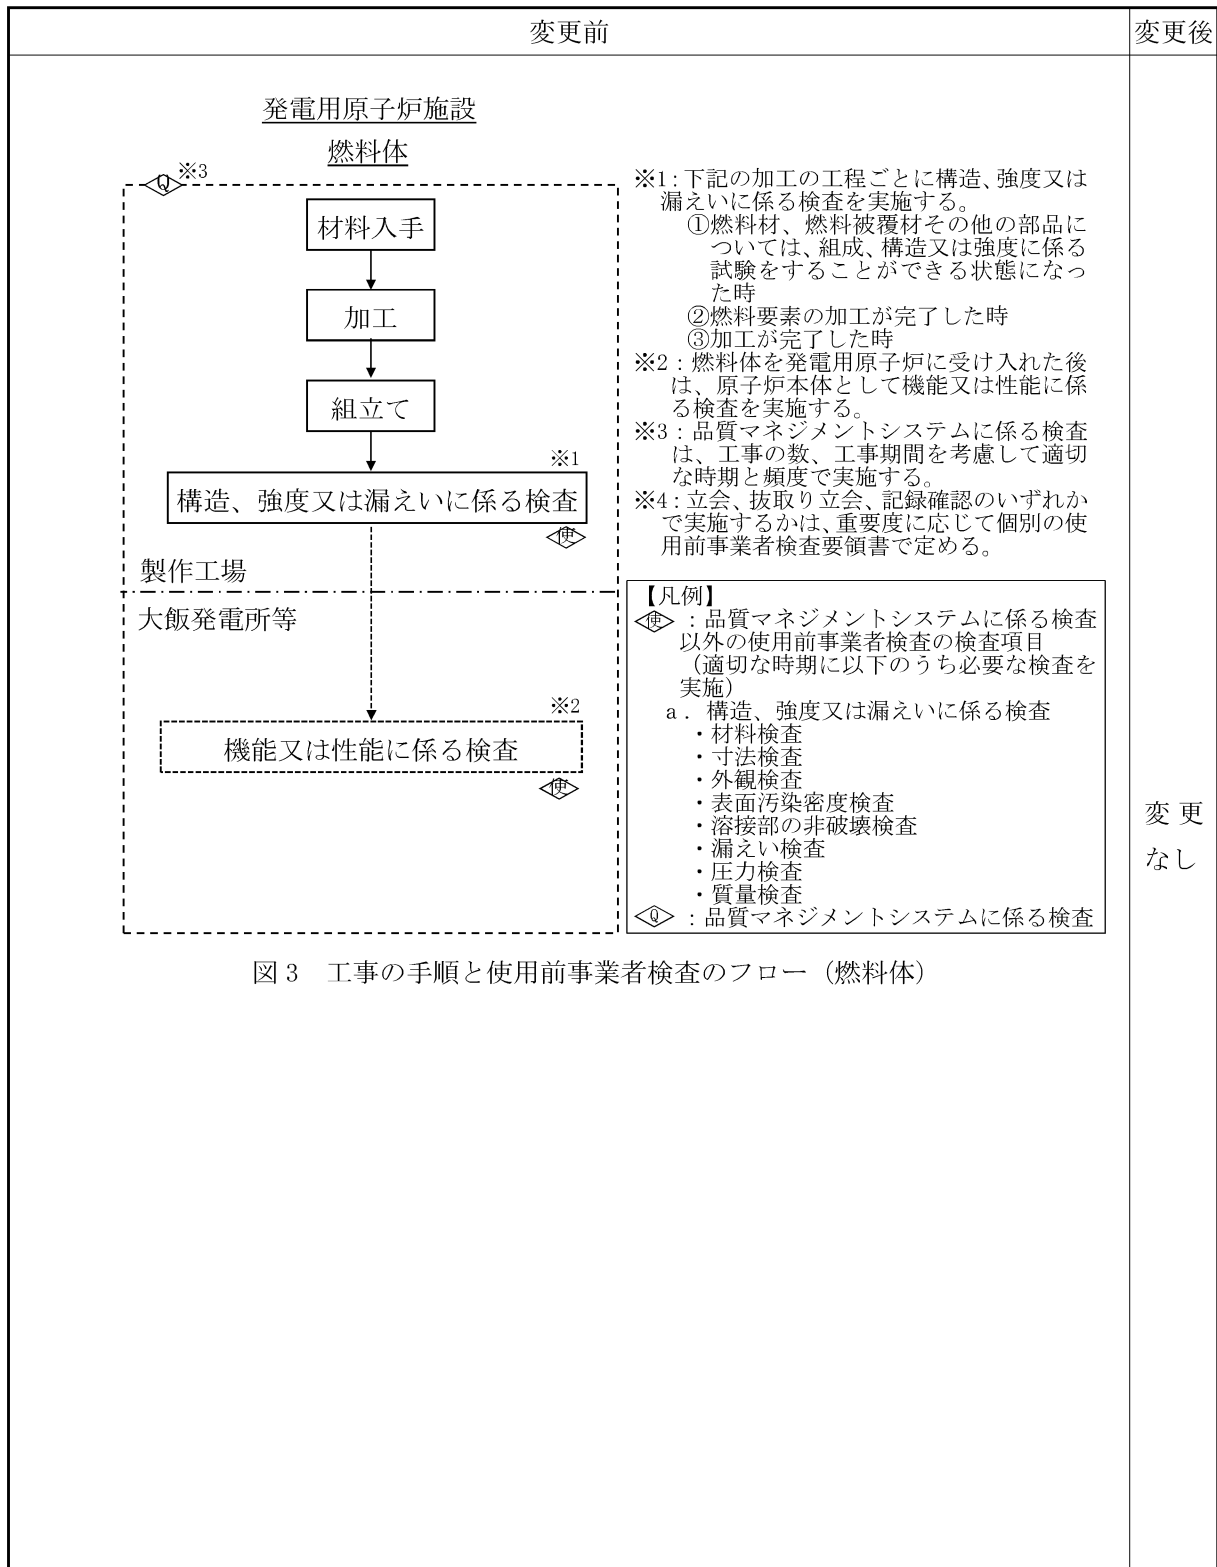 変更前
変更後
発電用原子炉施設
燃料体
Q
※3
材料入手
加工
組立て
※1
構造、強度又は漏えいに係る検査
使
製作工場
大飯発電所等
※2
機能又は性能に係る検査
使
※1：下記の加工の工程ごとに構造、強度又は
漏えいに係る検査を実施する。
①燃料材、燃料被覆材その他の部品に
ついては、組成、構造又は強度に係る
試験をすることができる状態になっ
た時
②燃料要素の加工が完了した時
③加工が完了した時
※2：燃料体を発電用原子炉に受け入れた後
は、原子炉本体として機能又は性能に係
る検査を実施する。
※3：品質マネジメントシステムに係る検査
は、工事の数、工事期間を考慮して適切
な時期と頻度で実施する。
※4：立会、抜取り立会、記録確認のいずれか
で実施するかは、重要度に応じて個別の使
用前事業者検査要領書で定める。
【凡例】
使：品質マネジメントシステムに係る検査
以外の使用前事業者検査の検査項目
（適切な時期に以下のうち必要な検査を
実施）
a．構造、強度又は漏えいに係る検査
・材料検査
・寸法検査
・外観検査
・表面汚染密度検査
・溶接部の非破壊検査
・漏えい検査
・圧力検査
・質量検査
Q：品質マネジメントシステムに係る検査
図3　工事の手順と使用前事業者検査のフロー（燃料体）
変更
なし